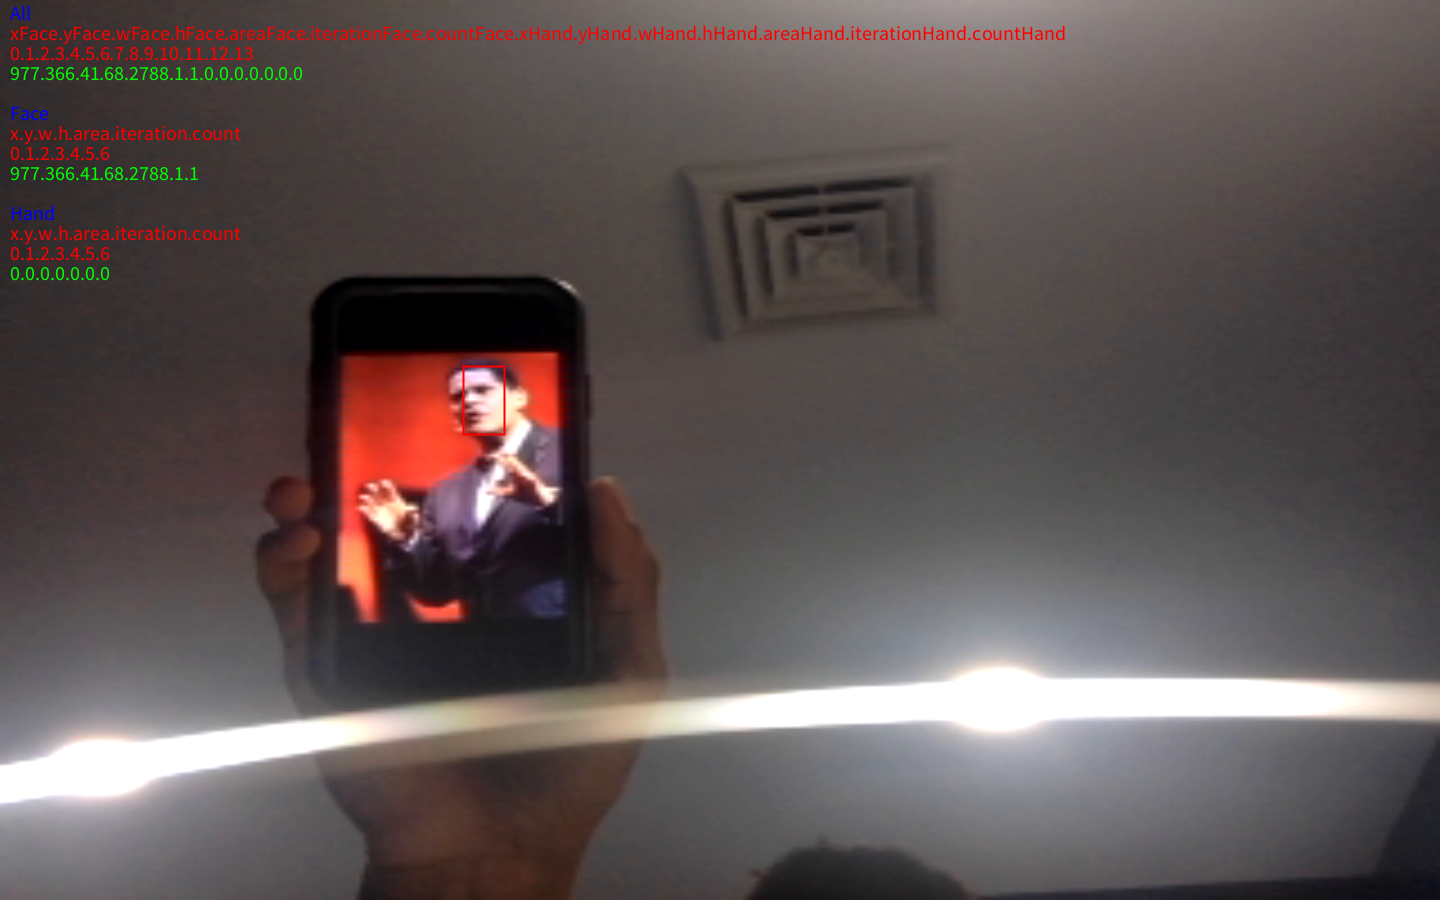 All
xFace.yFace.wFace.hFace.areaFace.iterationFace.countFace.xHand.yHand.wHand.hHand.areaHand.iterationHand.countHand
0.1.2.3.4.5.6.7.8.9.10.11.12.13
977.366.41.68.2788.1.1.0.0.0.0.0.0.0
Face
x.y.w.h.area.iteration.count
0.1.2.3.4.5.6
977.366.41.68.2788.1.1
Hand
x.y.w.h.area.iteration.count
0.1.2.3.4.5.6
0.0.0.0.0.0.0